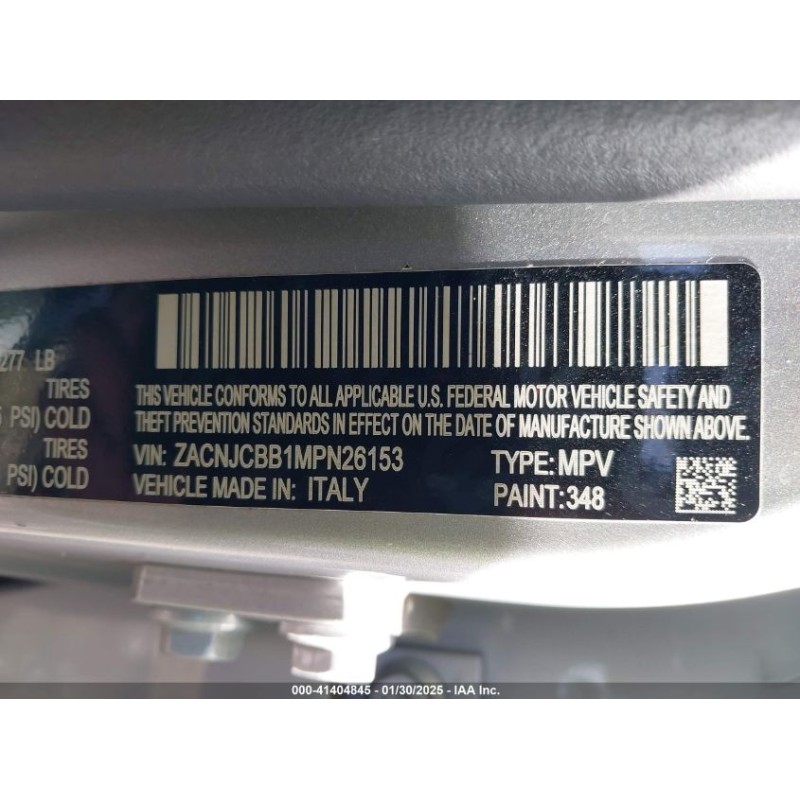 277 LB
TIRES
PSI) COLD
TIRES
PSI) COLD
THIS VEHICLE CONFORMS TO ALL APPLICABLE U.S. FEDERAL MOTOR VEHICLE SAFETY AND
THEFT PREVENTION STANDARDS IN EFFECT ON THE DATE OF MANUFACTURE SHOWN ABOVE.
VIN: ZACNJCBB1MPN26153 TYPE: MPV
VEHICLE MADE IN: ITALY PAINT: 348
000-41404845 - 01/30/2025 - IAA Inc.